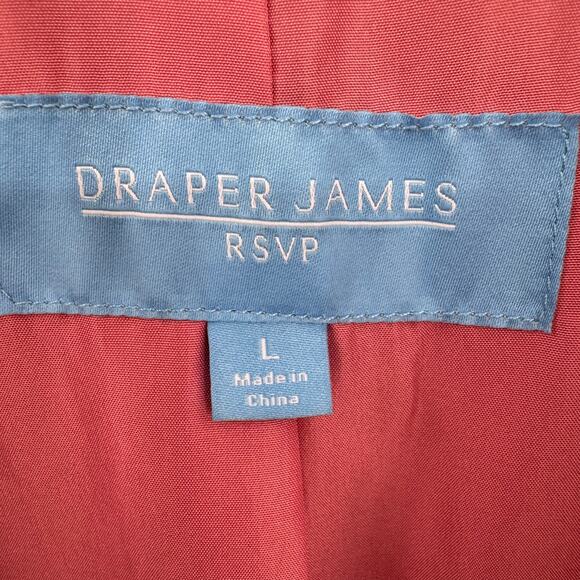 DRAPER JAMES
RSVP
L
Made in
China